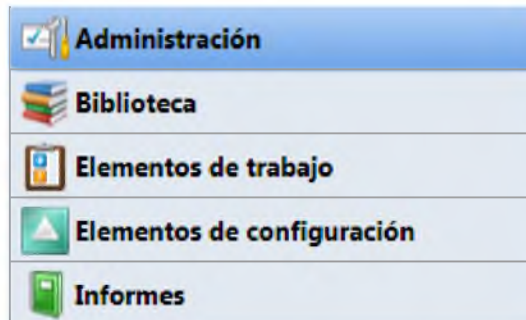 Administración
Biblioteca
Elementos de trabajo
Elementos de configuración
Informes